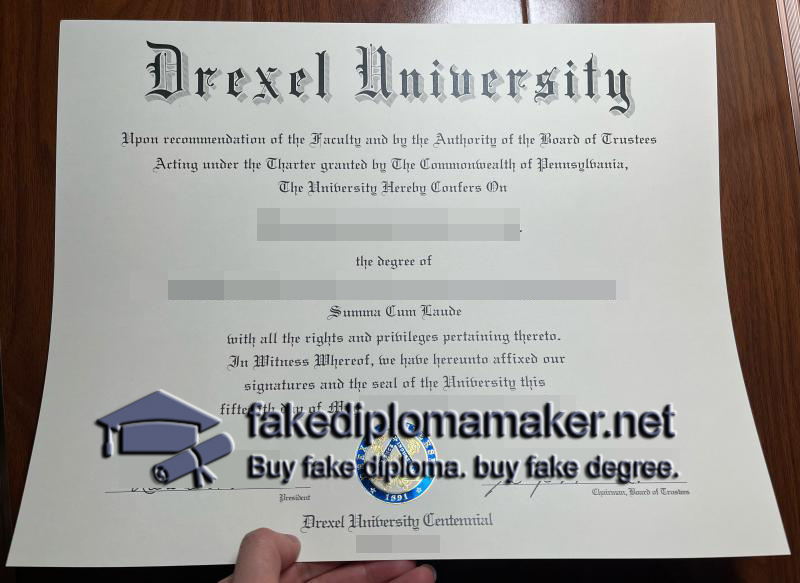 Drexel University
Upon recommendation of the Faculty and by the Authority of the Board of Trustees
Acting under the Charter granted by The Commonwealth of Pennsylvania,
The University Hereby Confers On
the degree of
Summa Cum Laude
with all the rights and privileges pertaining thereto.
In Witness Whereof, we have hereunto affixed our
signatures and the seal of the University this
day of
fakediplomamaker.net
Buy fake diploma. buy fake degree.
1891
President
Chairman, Board of Trustees
Drexel University Centennial